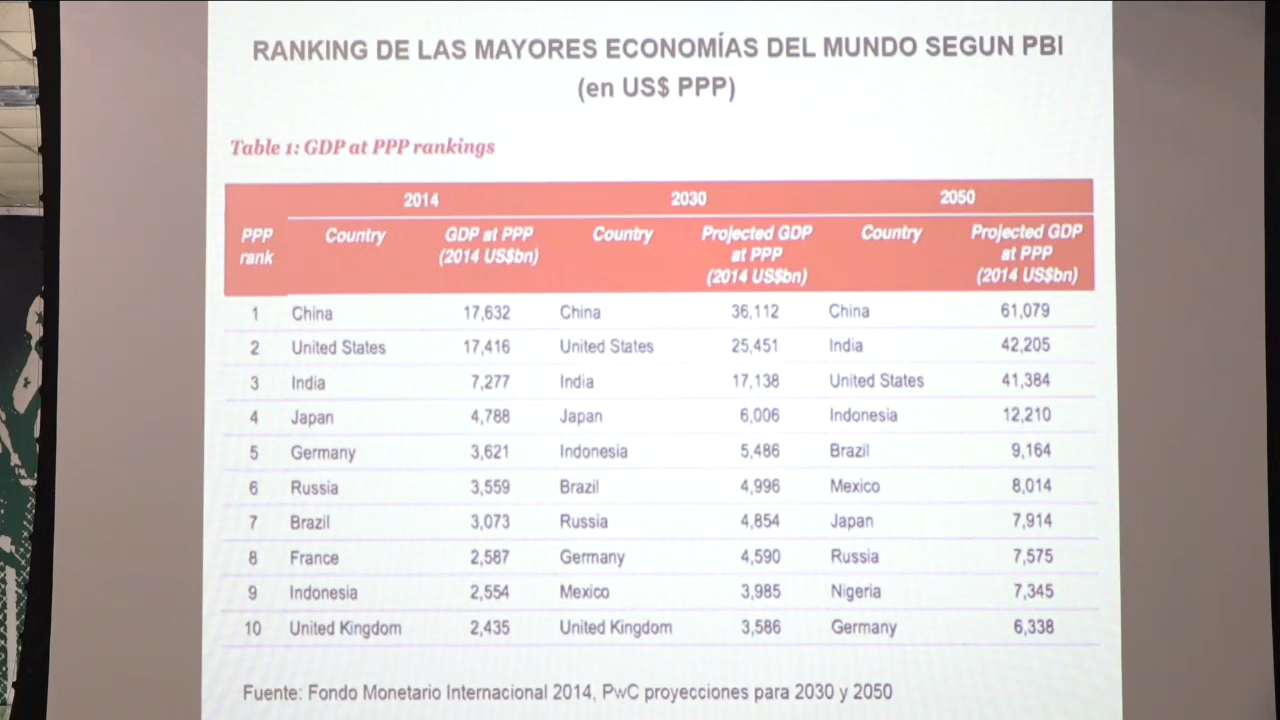 RANKING DE LAS MAYORES ECONOMÍAS DEL MUNDO SEGUN PBI
(en US$ PPP)
Table 1: GDP at PPP rankings
2014 2030 2050
PPP rank Country GDP at PPP (2014 US$bn) Country Projected GDP at PPP (2014 US$bn) Country Projected GDP at PPP (2014 US$bn)
1 China 17,632 China 36,112 China 61,079
2 United States 17,416 United States 25,451 India 42,205
3 India 7,277 India 17,138 United States 41,384
4 Japan 4,788 Japan 6,006 Indonesia 12,210
5 Germany 3,621 Indonesia 5,486 Brazil 9,164
6 Russia 3,559 Brazil 4,996 Mexico 8,014
7 Brazil 3,073 Russia 4,854 Japan 7,914
8 France 2,587 Germany 4,590 Russia 7,575
9 Indonesia 2,554 Mexico 3,985 Nigeria 7,345
10 United Kingdom 2,435 United Kingdom 3,586 Germany 6,338
Fuente: Fondo Monetario Internacional 2014, PwC proyecciones para 2030 y 2050